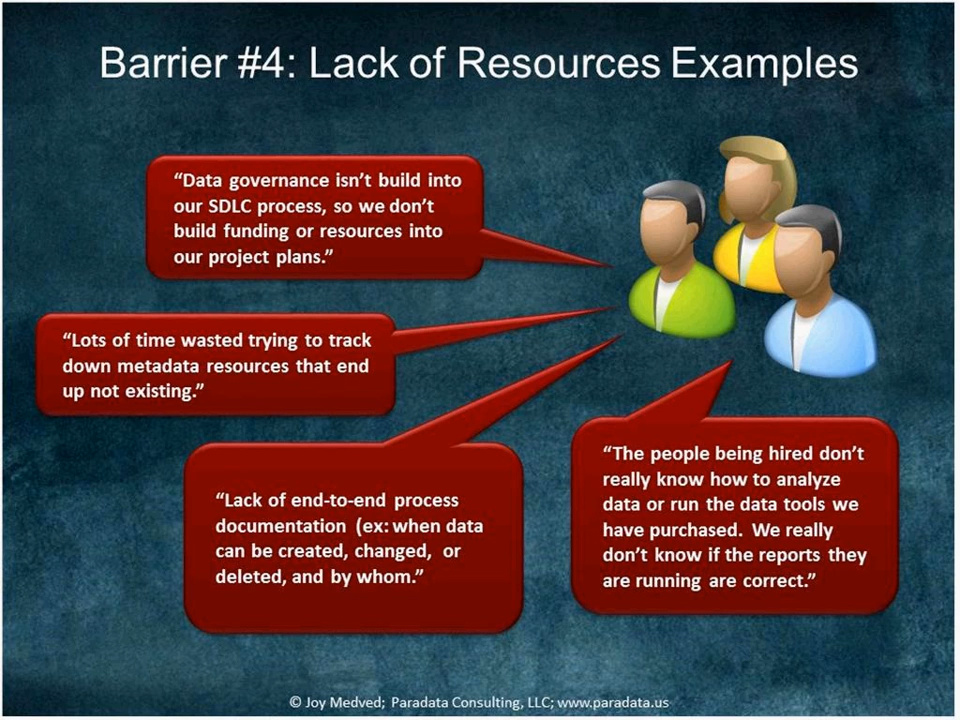 Barrier #4: Lack of Resources Examples
“Data governance isn’t build into
our SDLC process, so we don’t
build funding or resources into
our project plans.”
“Lots of time wasted trying to track
down metadata resources that end
up not existing.”
“Lack of end-to-end process
documentation (ex: when data
can be created, changed, or
deleted, and by whom.”
“The people being hired don’t
really know how to analyze
data or run the data tools we
have purchased. We really
don’t know if the reports they
are running are correct.”
© Joy Medved; Paradata Consulting, LLC; www.paradata.us